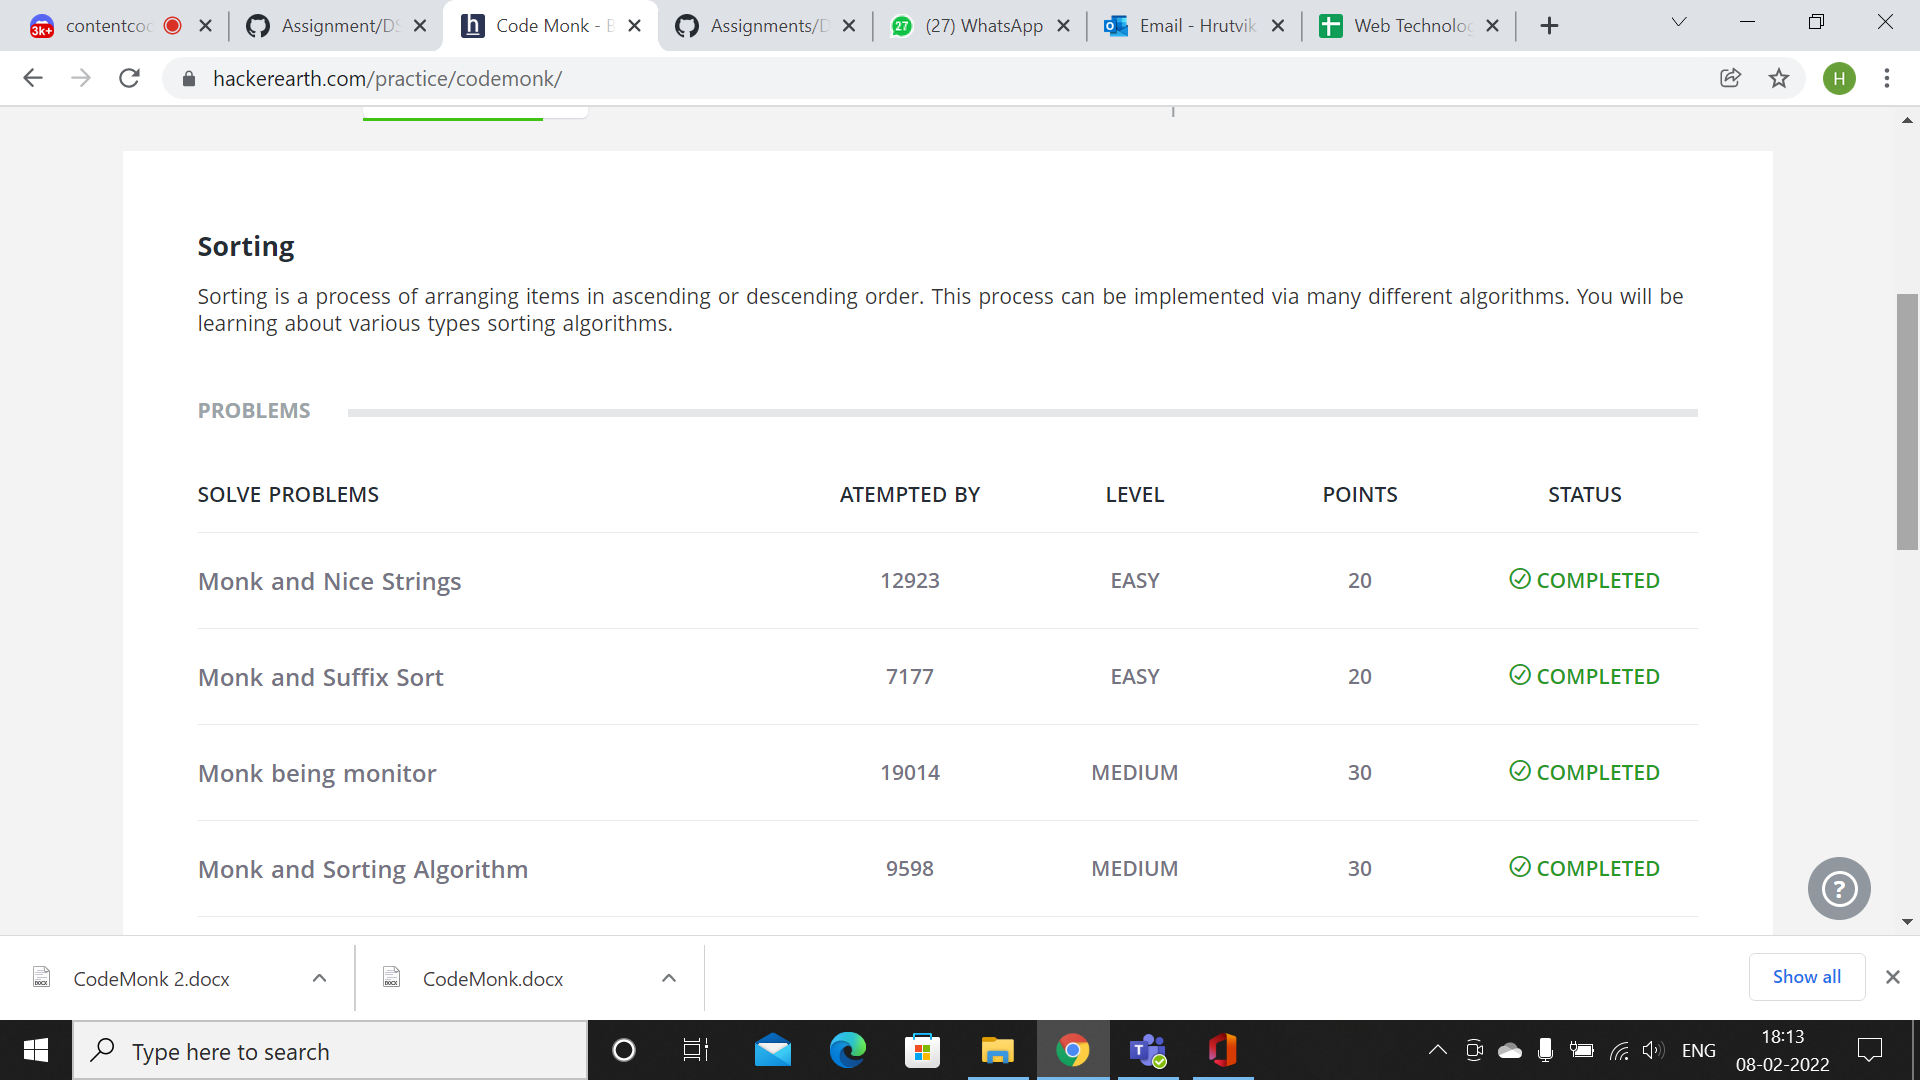 contentcoc
Assignment/DS
Code Monk - B
Assignments/D
(27) WhatsApp
Email - Hrutvik
Web Technolog
hackerearth.com/practice/codemonk/
H
Sorting
Sorting is a process of arranging items in ascending or descending order. This process can be implemented via many different algorithms. You will be
learning about various types sorting algorithms.
PROBLEMS
SOLVE PROBLEMS ATEMPTED BY LEVEL POINTS STATUS
Monk and Nice Strings 12923 EASY 20 COMPLETED
Monk and Suffix Sort 7177 EASY 20 COMPLETED
Monk being monitor 19014 MEDIUM 30 COMPLETED
Monk and Sorting Algorithm 9598 MEDIUM 30 COMPLETED
?
CodeMonk 2.docx
CodeMonk.docx
Show all
Type here to search
ENG
18:13
08-02-2022